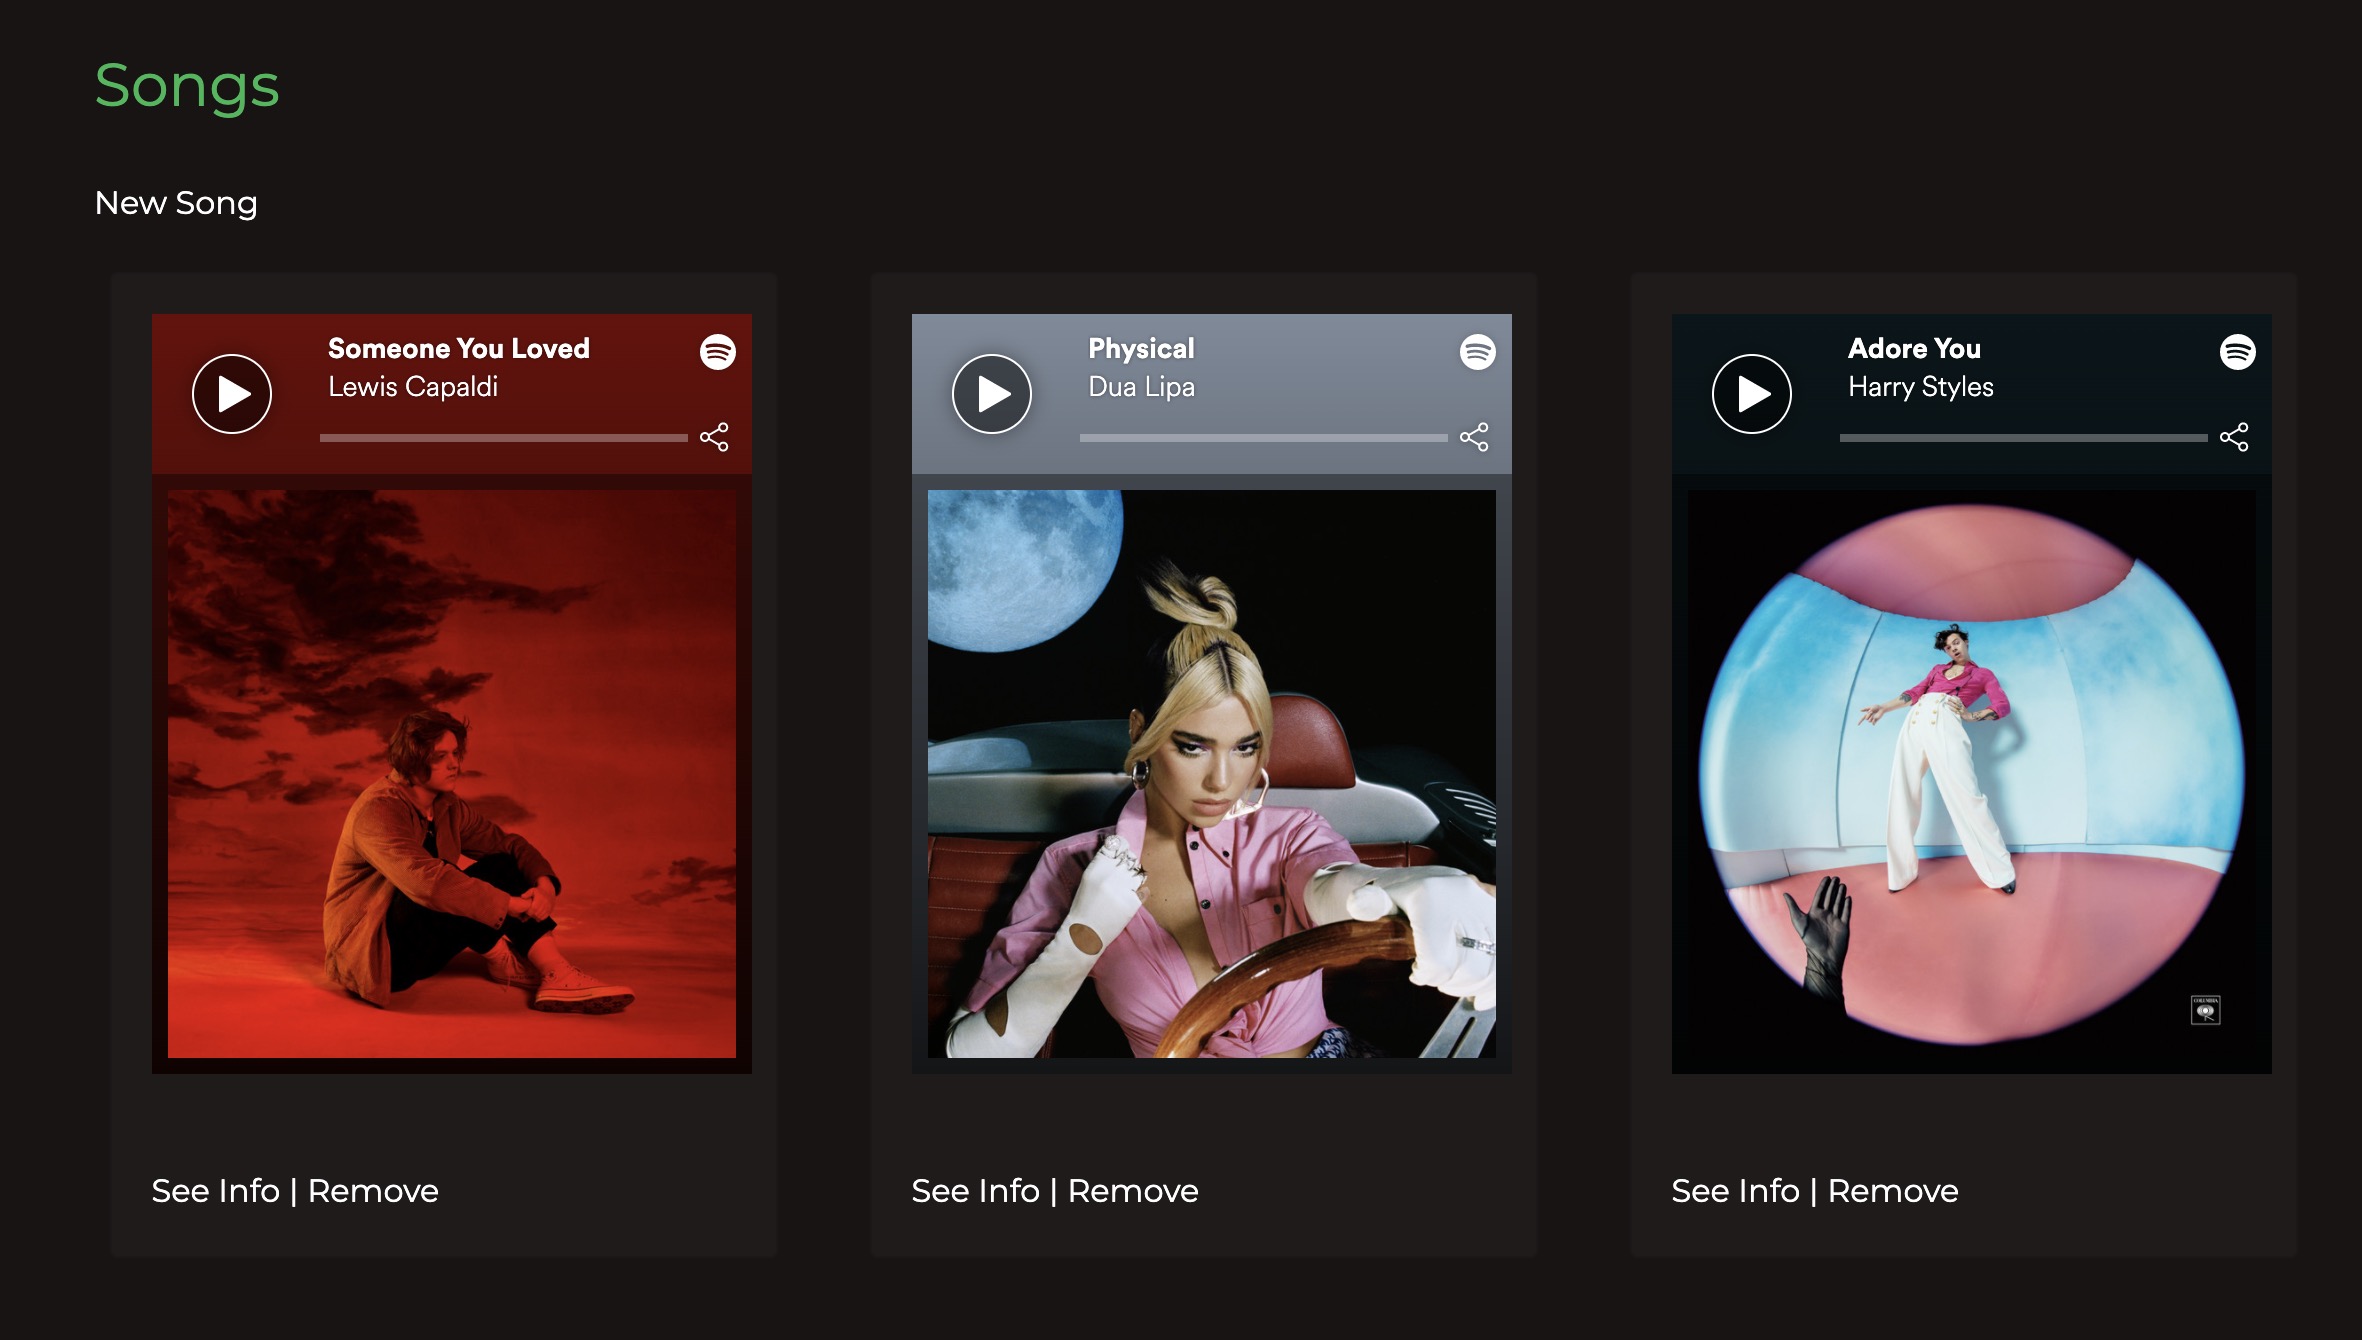 Songs
New Song
Someone You Loved
Lewis Capaldi
Physical
Dua Lipa
Adore You
Harry Styles
COLUMBIA
See Info | Remove
See Info | Remove
See Info | Remove